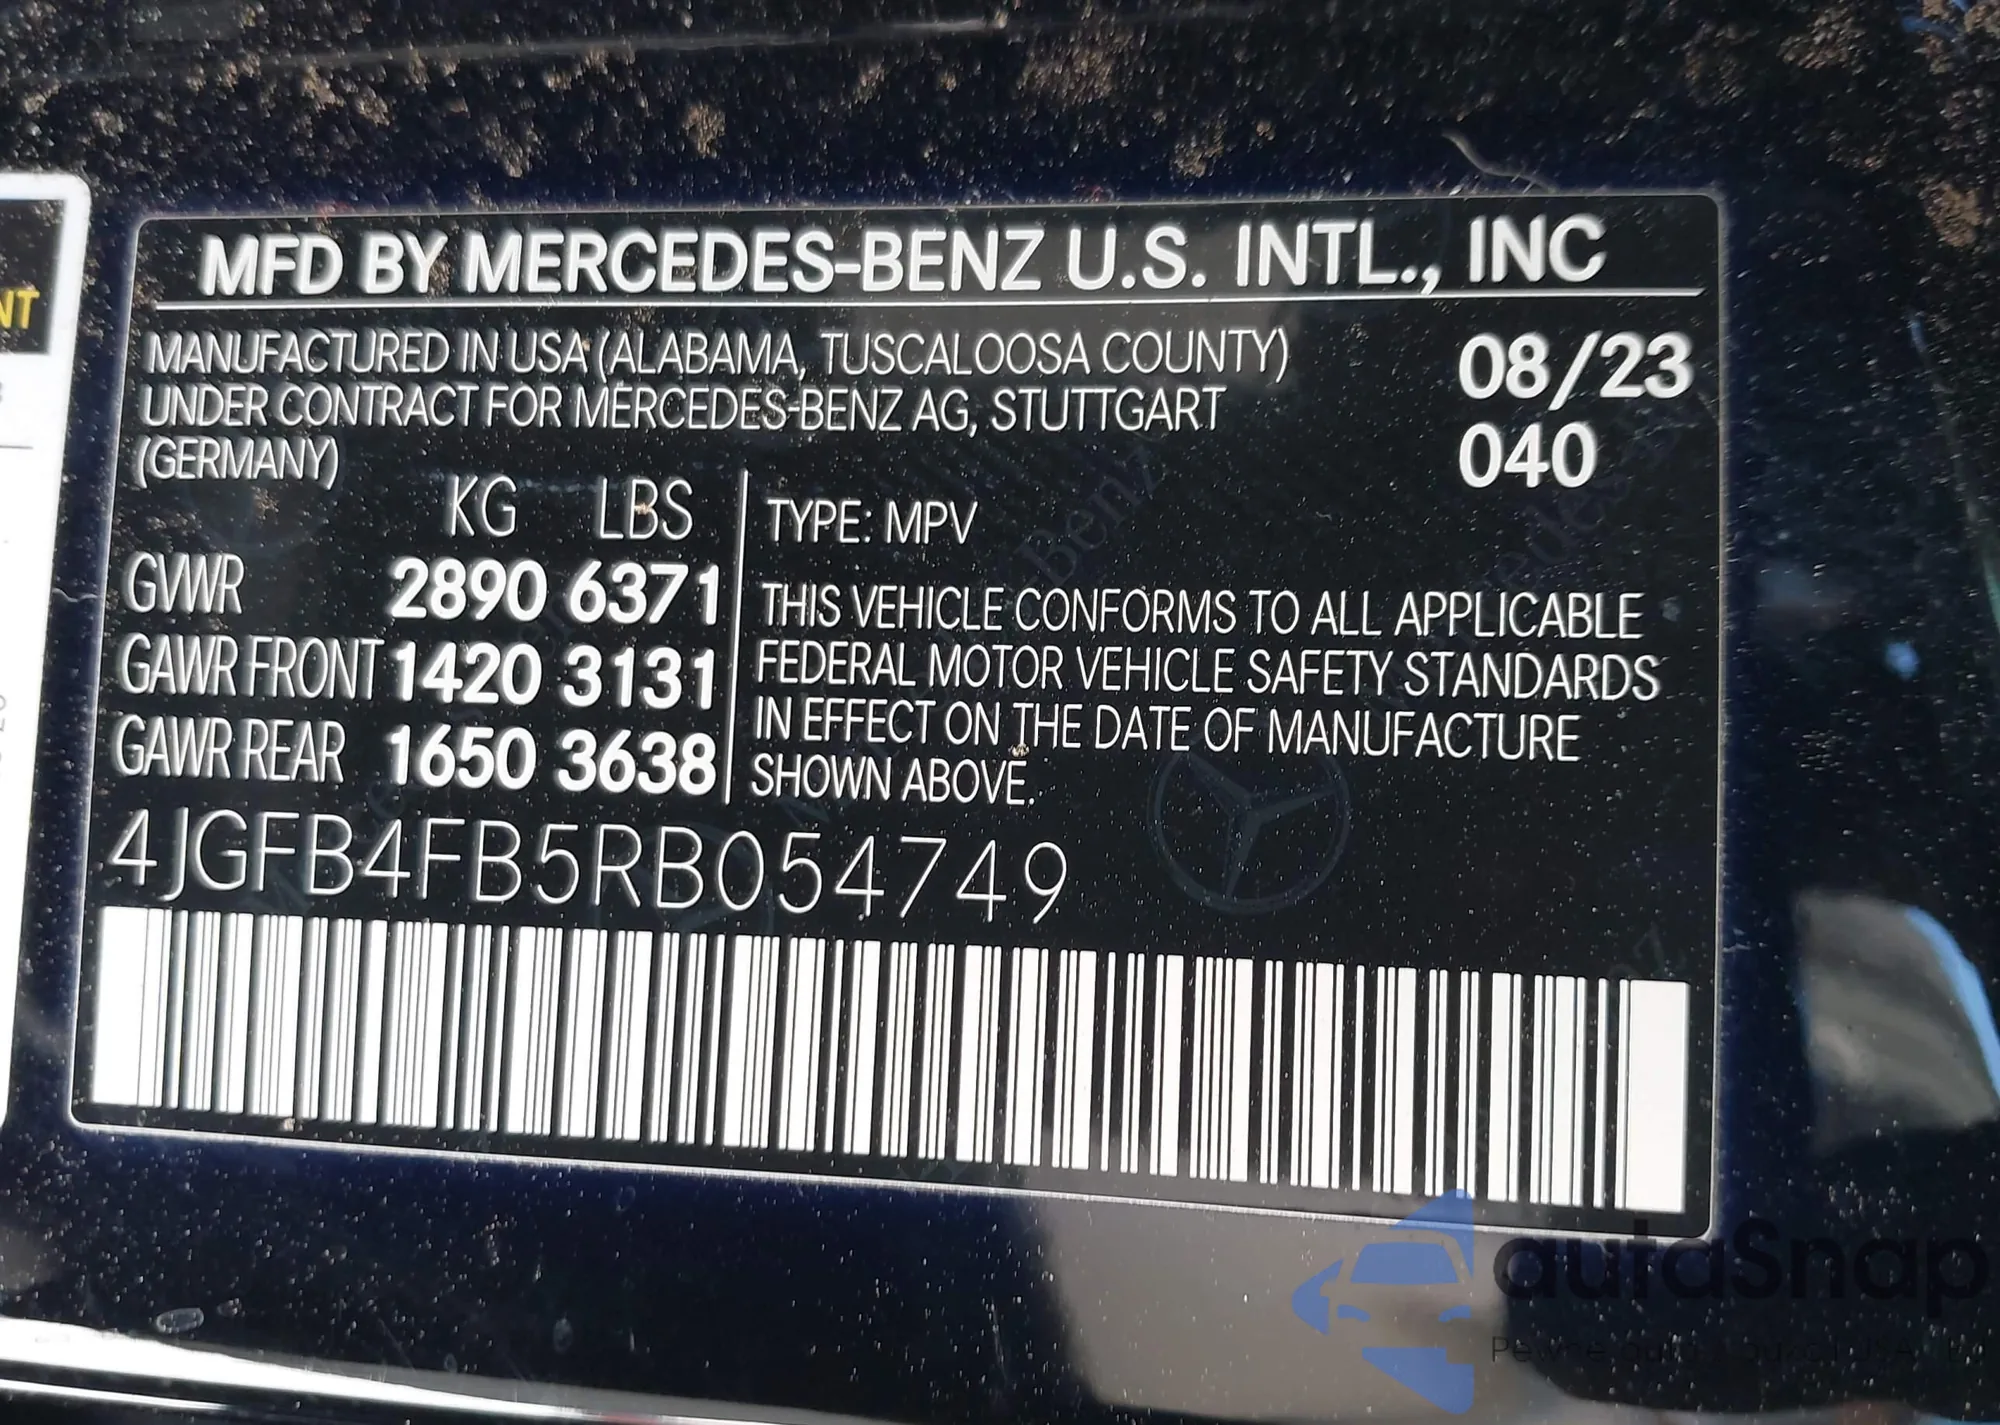 MFD BY MERCEDES-BENZ U.S. INTL., INC
MANUFACTURED IN USA (ALABAMA, TUSCALOOSA COUNTY)
UNDER CONTRACT FOR MERCEDES-BENZ AG, STUTTGART
(GERMANY)
08/23
040
KG LBS
GVWR 2890 6371
GAWR FRONT 1420 3131
GAWR REAR 1650 3638
TYPE: MPV
THIS VEHICLE CONFORMS TO ALL APPLICABLE
FEDERAL MOTOR VEHICLE SAFETY STANDARDS
IN EFFECT ON THE DATE OF MANUFACTURE
SHOWN ABOVE.
4JGFB4FB5RB054749
NT
autaSnap